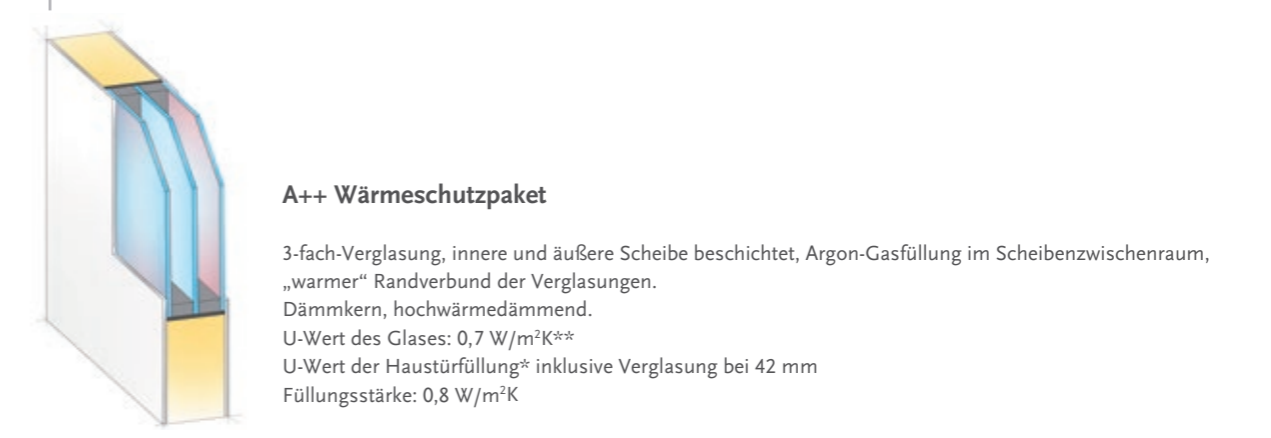 A++ Wärmeschutzpaket
3-fach-Verglasung, innere und äußere Scheibe beschichtet, Argon-Gasfüllung im Scheibenzwischenraum,
„warmer“ Randverbund der Verglasungen.
Dämmkern, hochwärmedämmend.
U-Wert des Glases: 0,7 W/m²K**
U-Wert der Haustürfüllung* inklusive Verglasung bei 42 mm
Füllungsstärke: 0,8 W/m²K